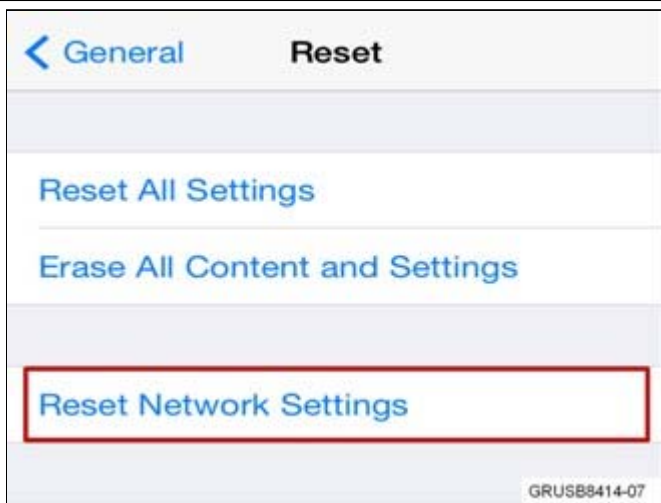 General Reset
Reset All Settings
Erase All Content and Settings
Reset Network Settings
GRUSB8414-07